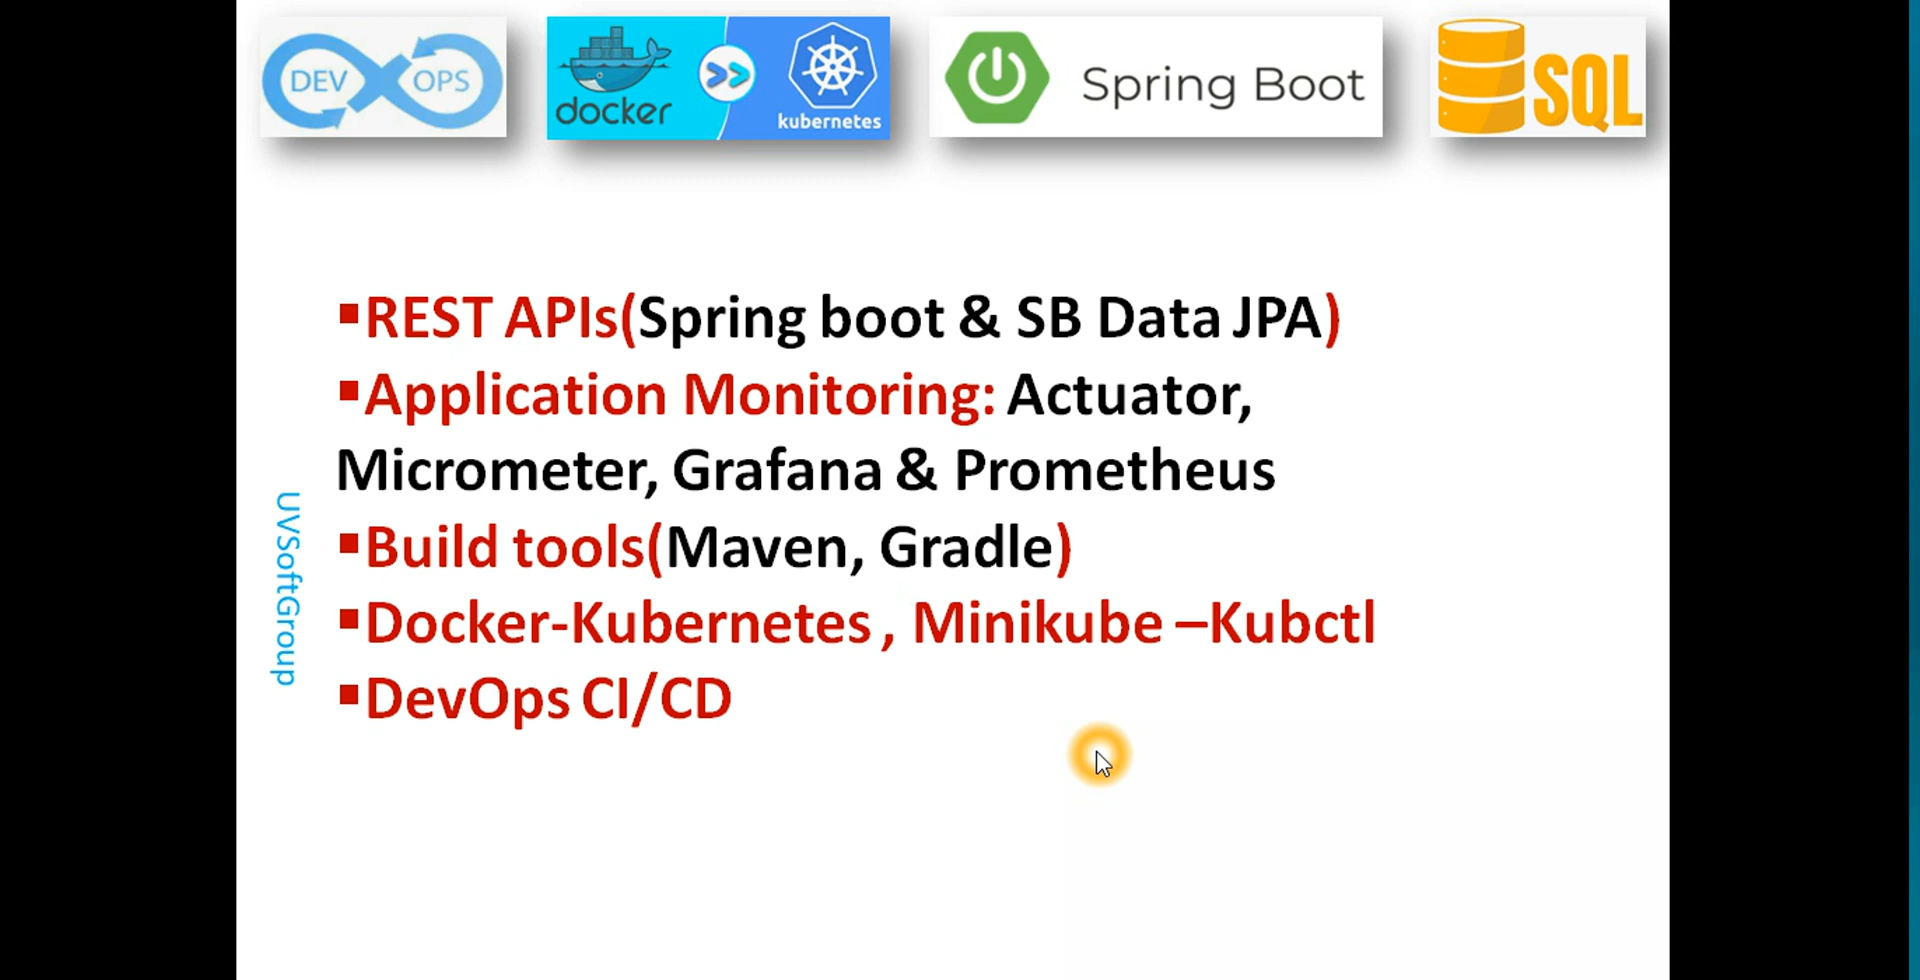 DEV OPS
docker
kubernetes
Spring Boot
SQL
▪REST APIs(Spring boot & SB Data JPA)
▪Application Monitoring: Actuator,
Micrometer, Grafana & Prometheus
▪Build tools(Maven, Gradle)
▪Docker-Kubernetes , Minikube –Kubctl
▪DevOps CI/CD
UVSoftGroup